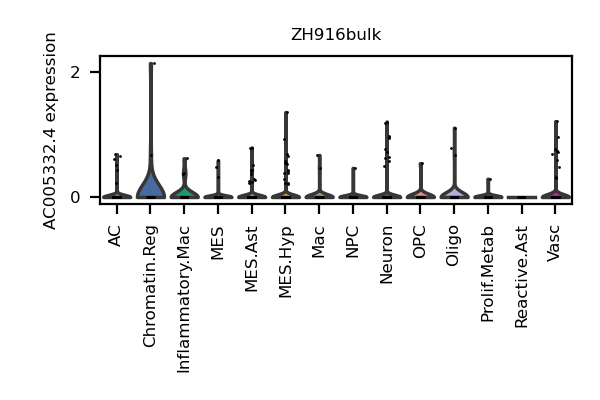 ZH916bulk
AC005332.4 expression
2
0
AC
Chromatin.Reg
Inflammatory.Mac
MES
MES.Ast
MES.Hyp
Mac
NPC
Neuron
OPC
Oligo
Prolif.Metab
Reactive.Ast
Vasc